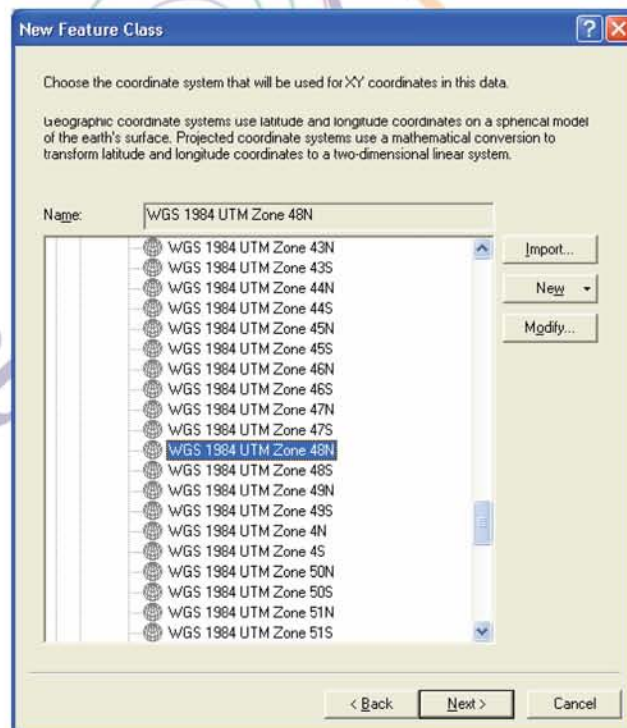 New Feature Class
Choose the coordinate system that will be used for XY coordinates in this data.
Geographic coordinate systems use latitude and longitude coordinates on a spherical model
of the earth's surface. Projected coordinate systems use a mathematical conversion to
transform latitude and longitude coordinates to a two-dimensional linear system.
Name: WGS 1984 UTM Zone 48N
WGS 1984 UTM Zone 43N
WGS 1984 UTM Zone 43S
WGS 1984 UTM Zone 44N
WGS 1984 UTM Zone 44S
WGS 1984 UTM Zone 45N
WGS 1984 UTM Zone 45S
WGS 1984 UTM Zone 46N
WGS 1984 UTM Zone 46S
WGS 1984 UTM Zone 47N
WGS 1984 UTM Zone 47S
WGS 1984 UTM Zone 48N
WGS 1984 UTM Zone 48S
WGS 1984 UTM Zone 49N
WGS 1984 UTM Zone 49S
WGS 1984 UTM Zone 4N
WGS 1984 UTM Zone 4S
WGS 1984 UTM Zone 50N
WGS 1984 UTM Zone 50S
WGS 1984 UTM Zone 51N
WGS 1984 UTM Zone 51S
Import...
New
Modify...
< Back Next > Cancel